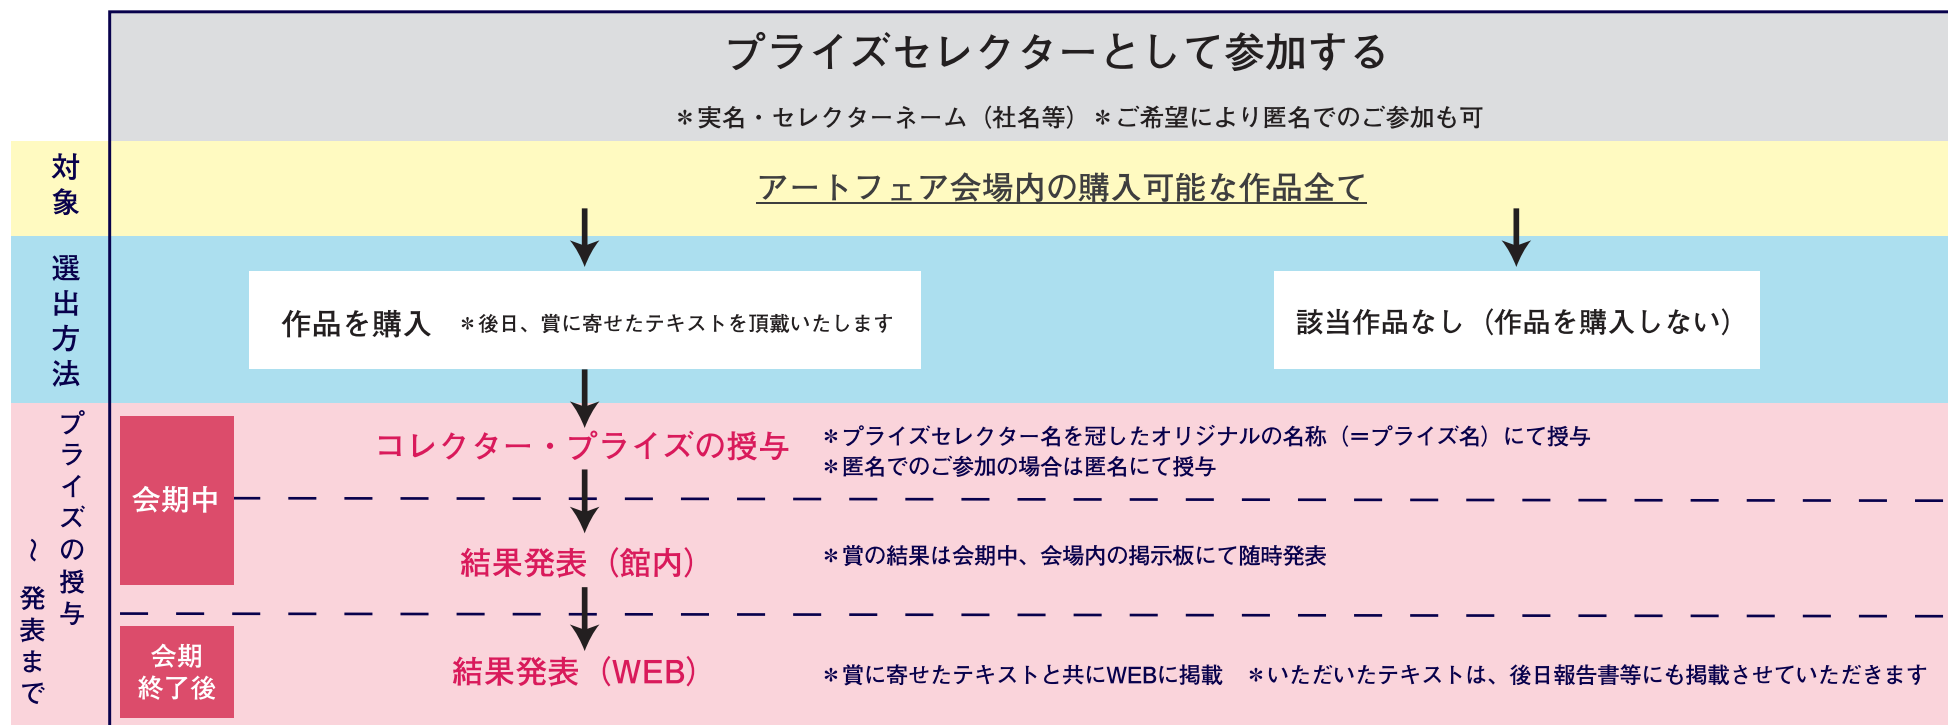 プライズセレクターとして参加する
＊実名・セレクターネーム（社名等）＊ご希望により匿名でのご参加も可
対象
アートフェア会場内の購入可能な作品全て
選出方法
作品を購入　＊後日、賞に寄せたテキストを頂戴いたします
該当作品なし（作品を購入しない）
プライズの授与
～発表まで
会期中
コレクター・プライズの授与
＊プライズセレクター名を冠したオリジナルの名称（＝プライズ名）にて授与
＊匿名でのご参加の場合は匿名にて授与
結果発表（館内）
＊賞の結果は会期中、会場内の掲示板にて随時発表
会期
終了後
結果発表（WEB）
＊賞に寄せたテキストと共にWEBに掲載　＊いただいたテキストは、後日報告書等にも掲載させていただきます